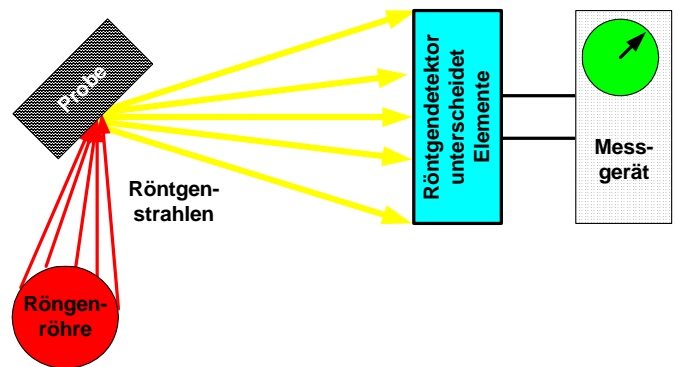 Probe
Röntgen-
strahlen
Röngen-
röhre
Röntgendetektor
unterscheidet
Elemente
Mess-
gerät